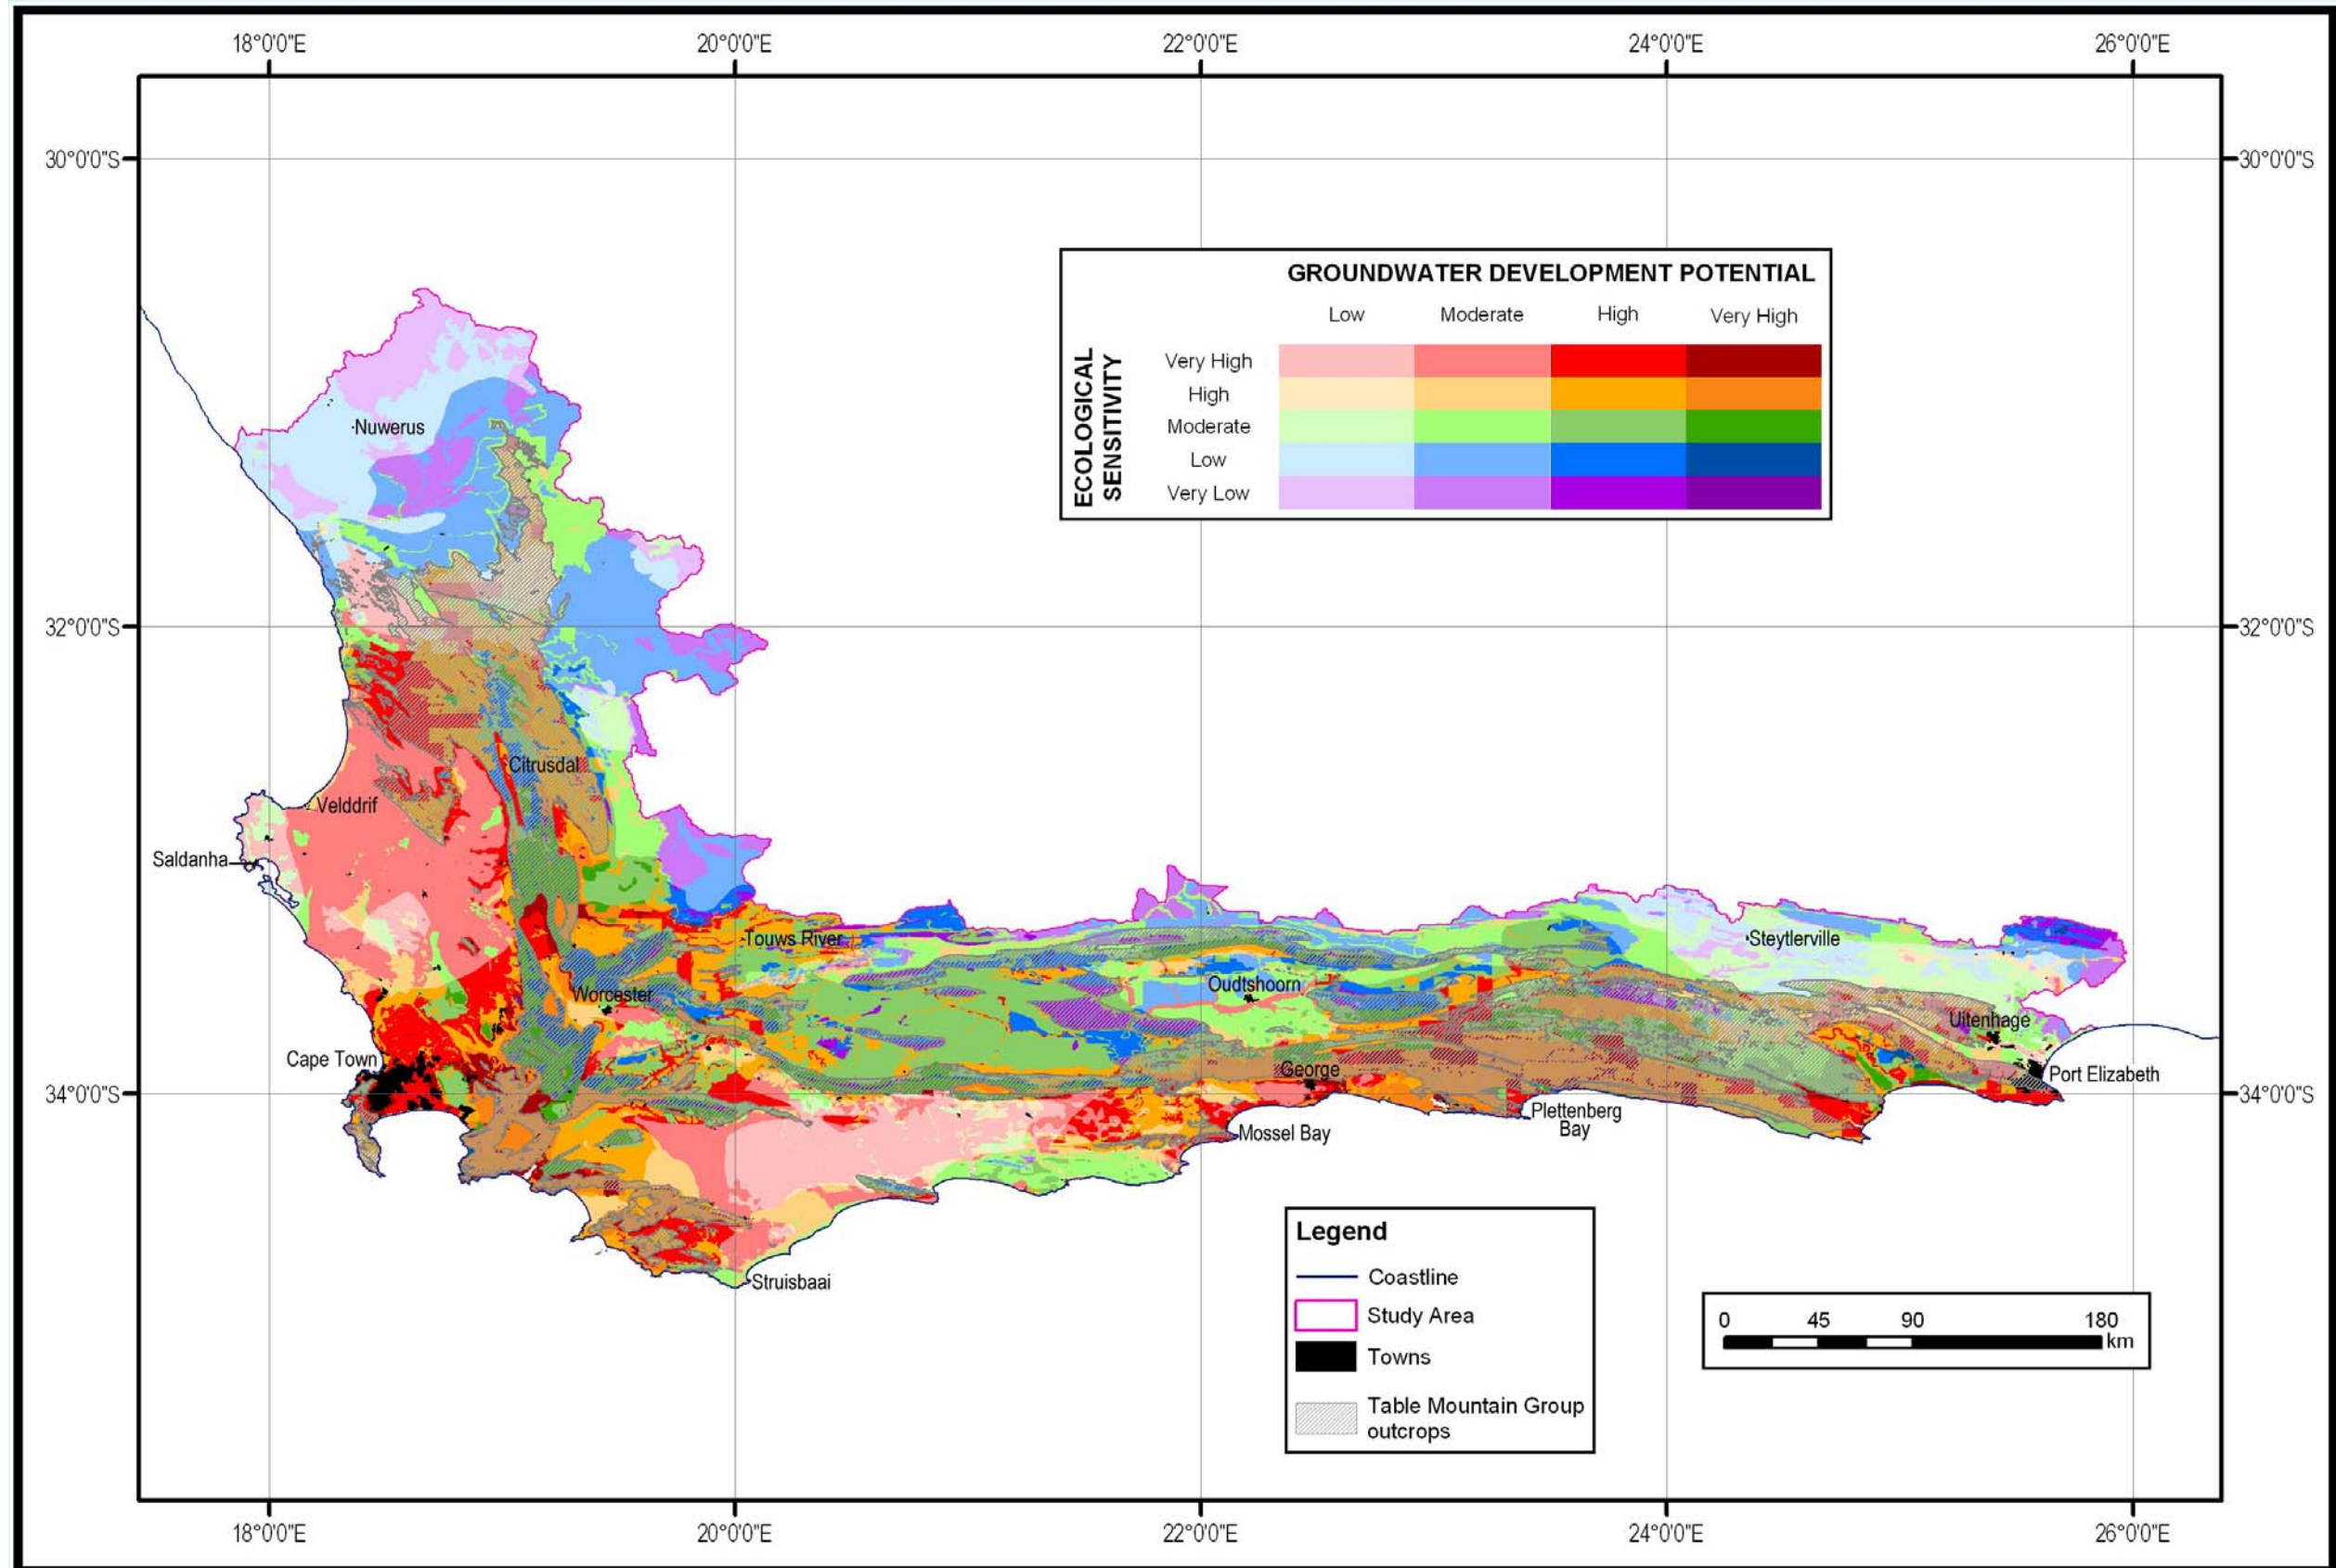 18°0'0"E 20°0'0"E 22°0'0"E 24°0'0"E 26°0'0"E
30°0'0"S 30°0'0"S
GROUNDWATER DEVELOPMENT POTENTIAL
Low Moderate High Very High
ECOLOGICAL
SENSITIVITY
Very High
High
Moderate
Low
Very Low
Nuwerus
32°0'0"S 32°0'0"S
Citrusdal
Velddrif
Saldanha
Touws River
Steytlerville
Oudtshoorn
Worcester
Uitenhage
Cape Town
George
Port Elizabeth
34°0'0"S 34°0'0"S
Plettenberg
Bay
Mossel Bay
Struisbaai
Legend
Coastline
Study Area
Towns
Table Mountain Group
outcrops
0 45 90 180
km
18°0'0"E 20°0'0"E 22°0'0"E 24°0'0"E 26°0'0"E